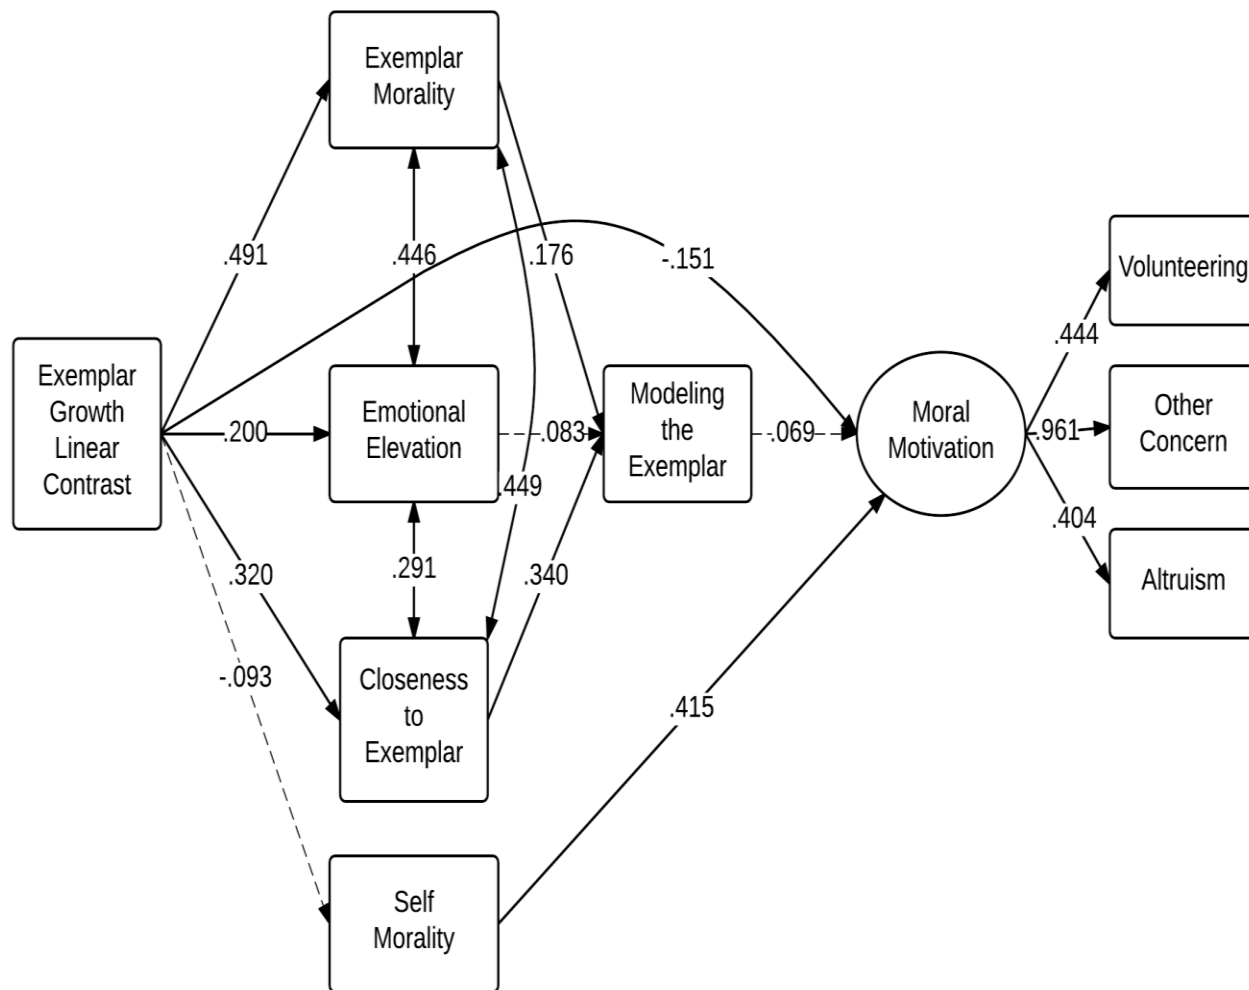 Exemplar
Morality
.491
.446
.176
-.151
Volunteering
.444
Exemplar
Growth
Linear
Contrast
.200
Emotional
Elevation
.083
Modeling
the
Exemplar
-.069
Moral
Motivation
.961
Other
Concern
.449
.404
.320
.291
.340
Altruism
-.093
Closeness
to
Exemplar
.415
Self
Morality